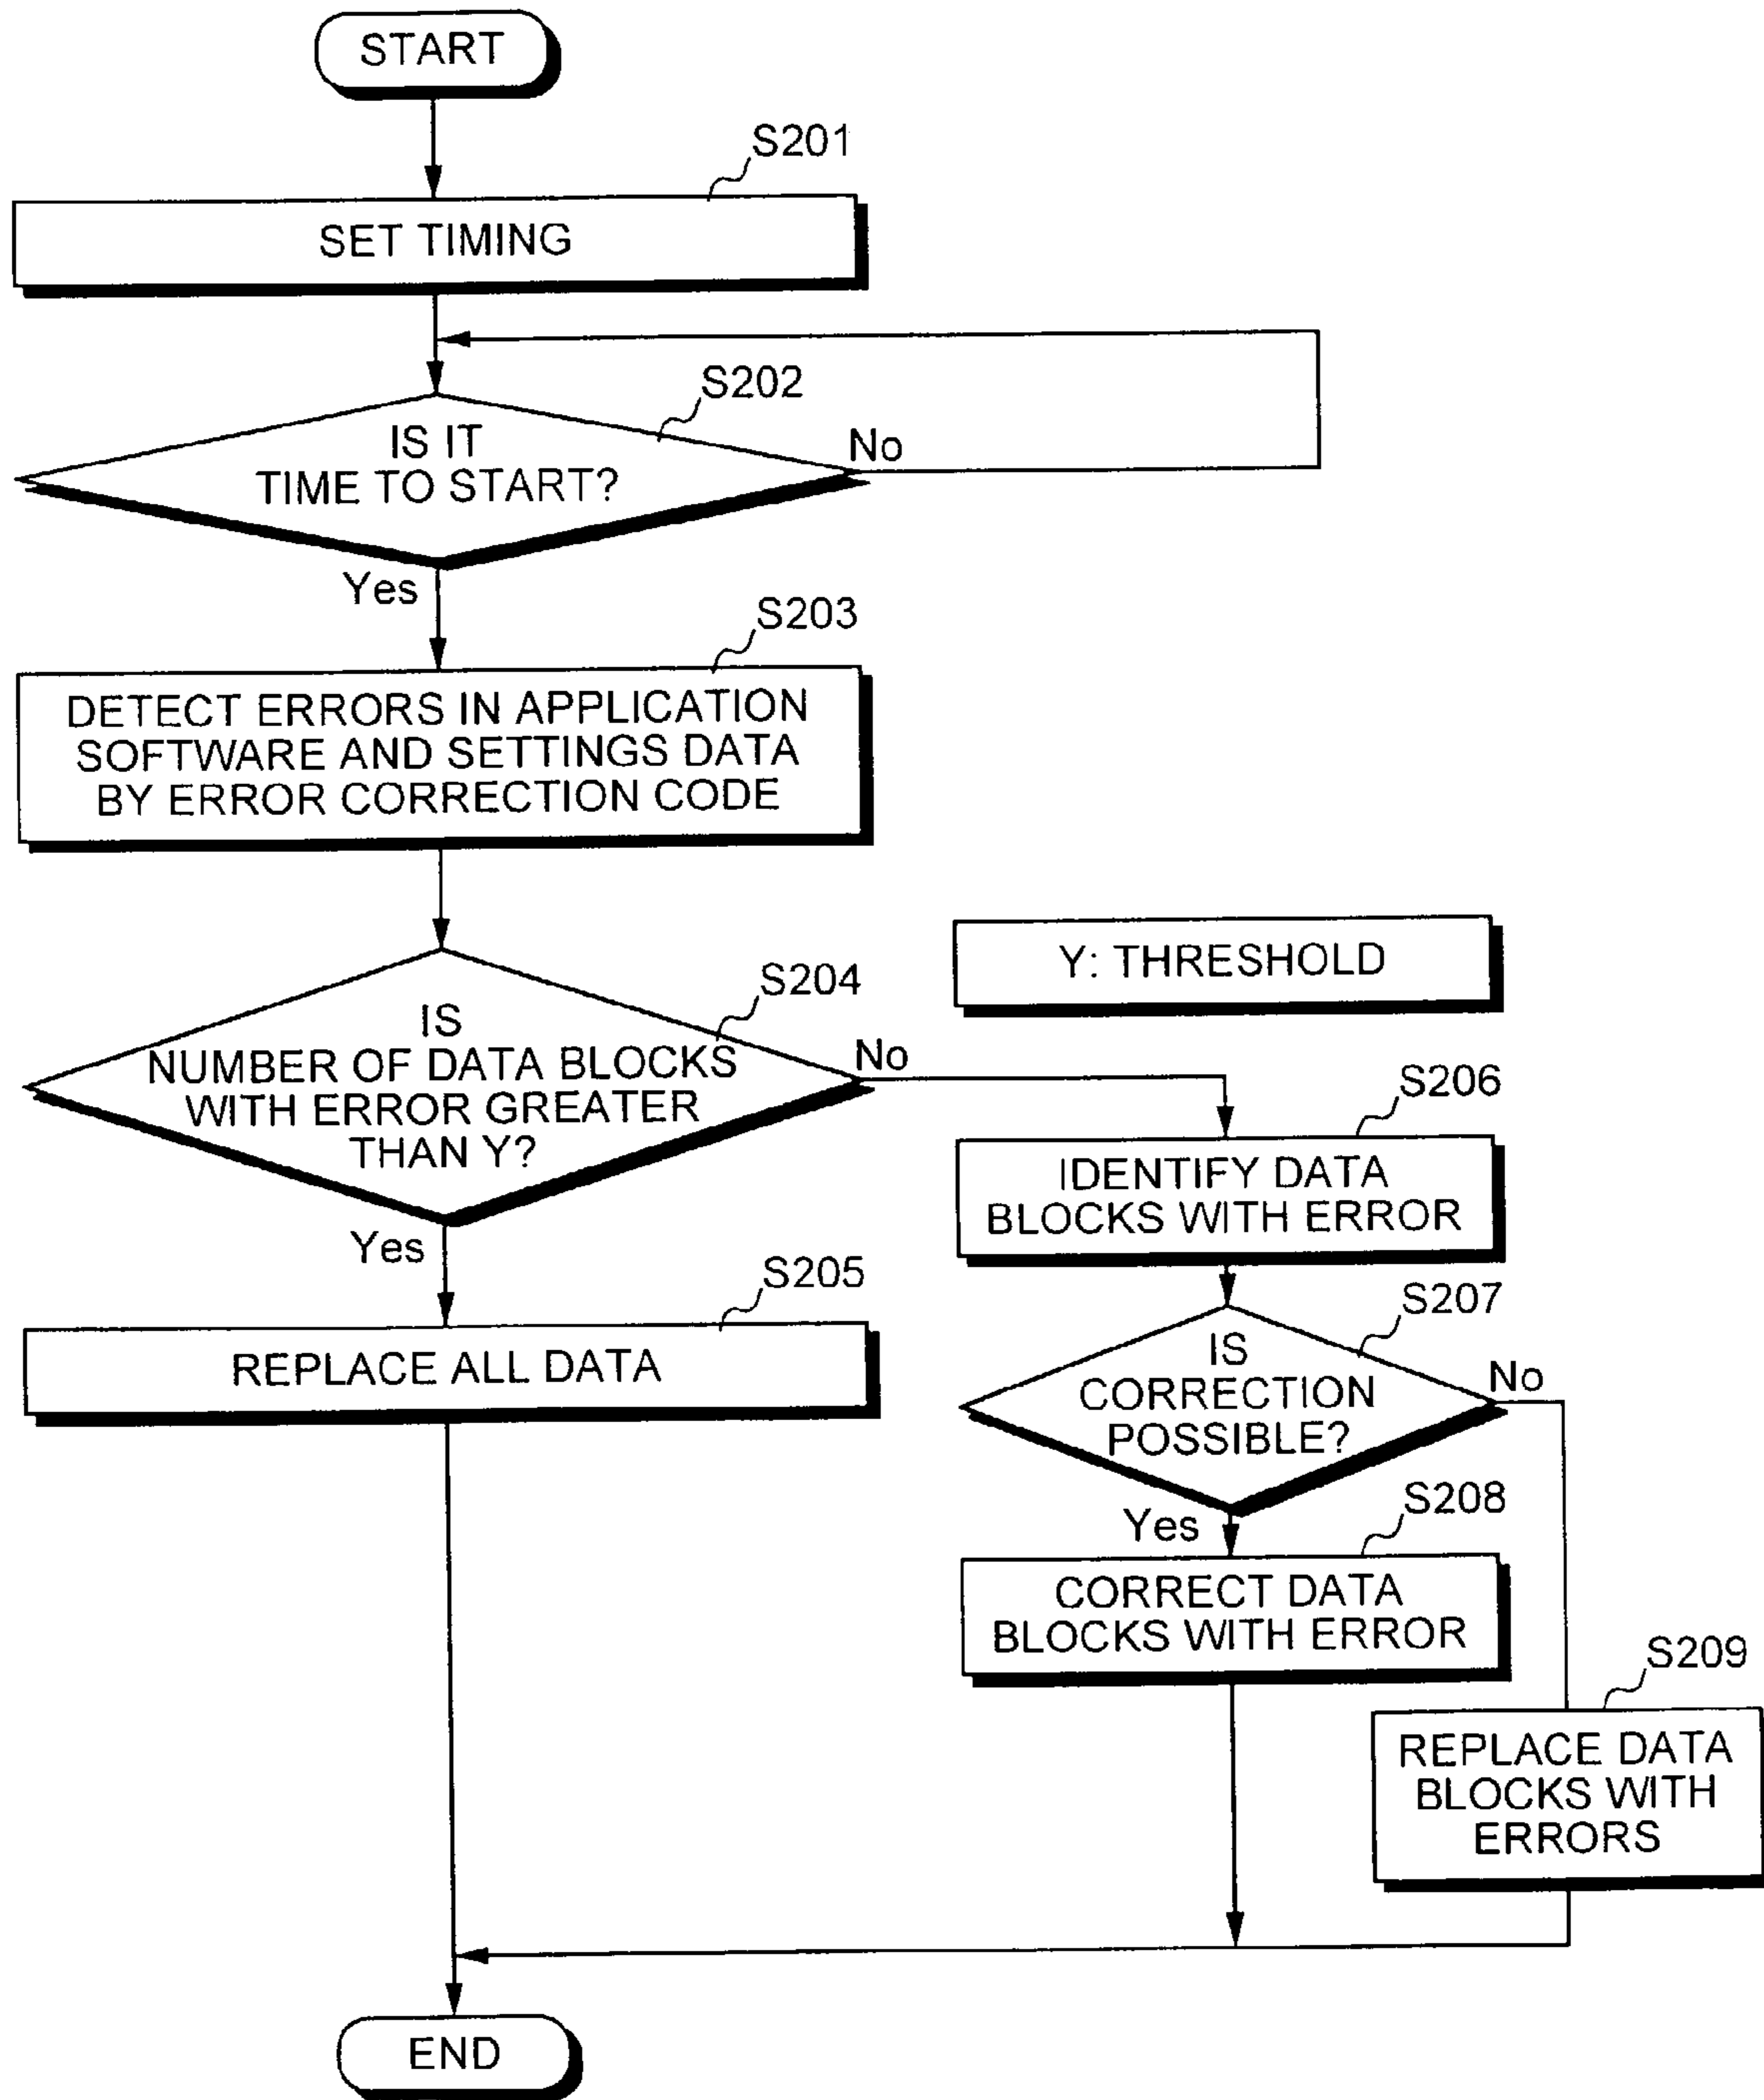 START
S201
SET TIMING
S202
IS IT
TIME TO START?
No
Yes
S203
DETECT ERRORS IN APPLICATION
SOFTWARE AND SETTINGS DATA
BY ERROR CORRECTION CODE
Y: THRESHOLD
S204
IS
NUMBER OF DATA BLOCKS
WITH ERROR GREATER
THAN Y?
No
Yes
S205
REPLACE ALL DATA
S206
IDENTIFY DATA
BLOCKS WITH ERROR
S207
IS
CORRECTION
POSSIBLE?
No
Yes
S208
CORRECT DATA
BLOCKS WITH ERROR
S209
REPLACE DATA
BLOCKS WITH
ERRORS
END